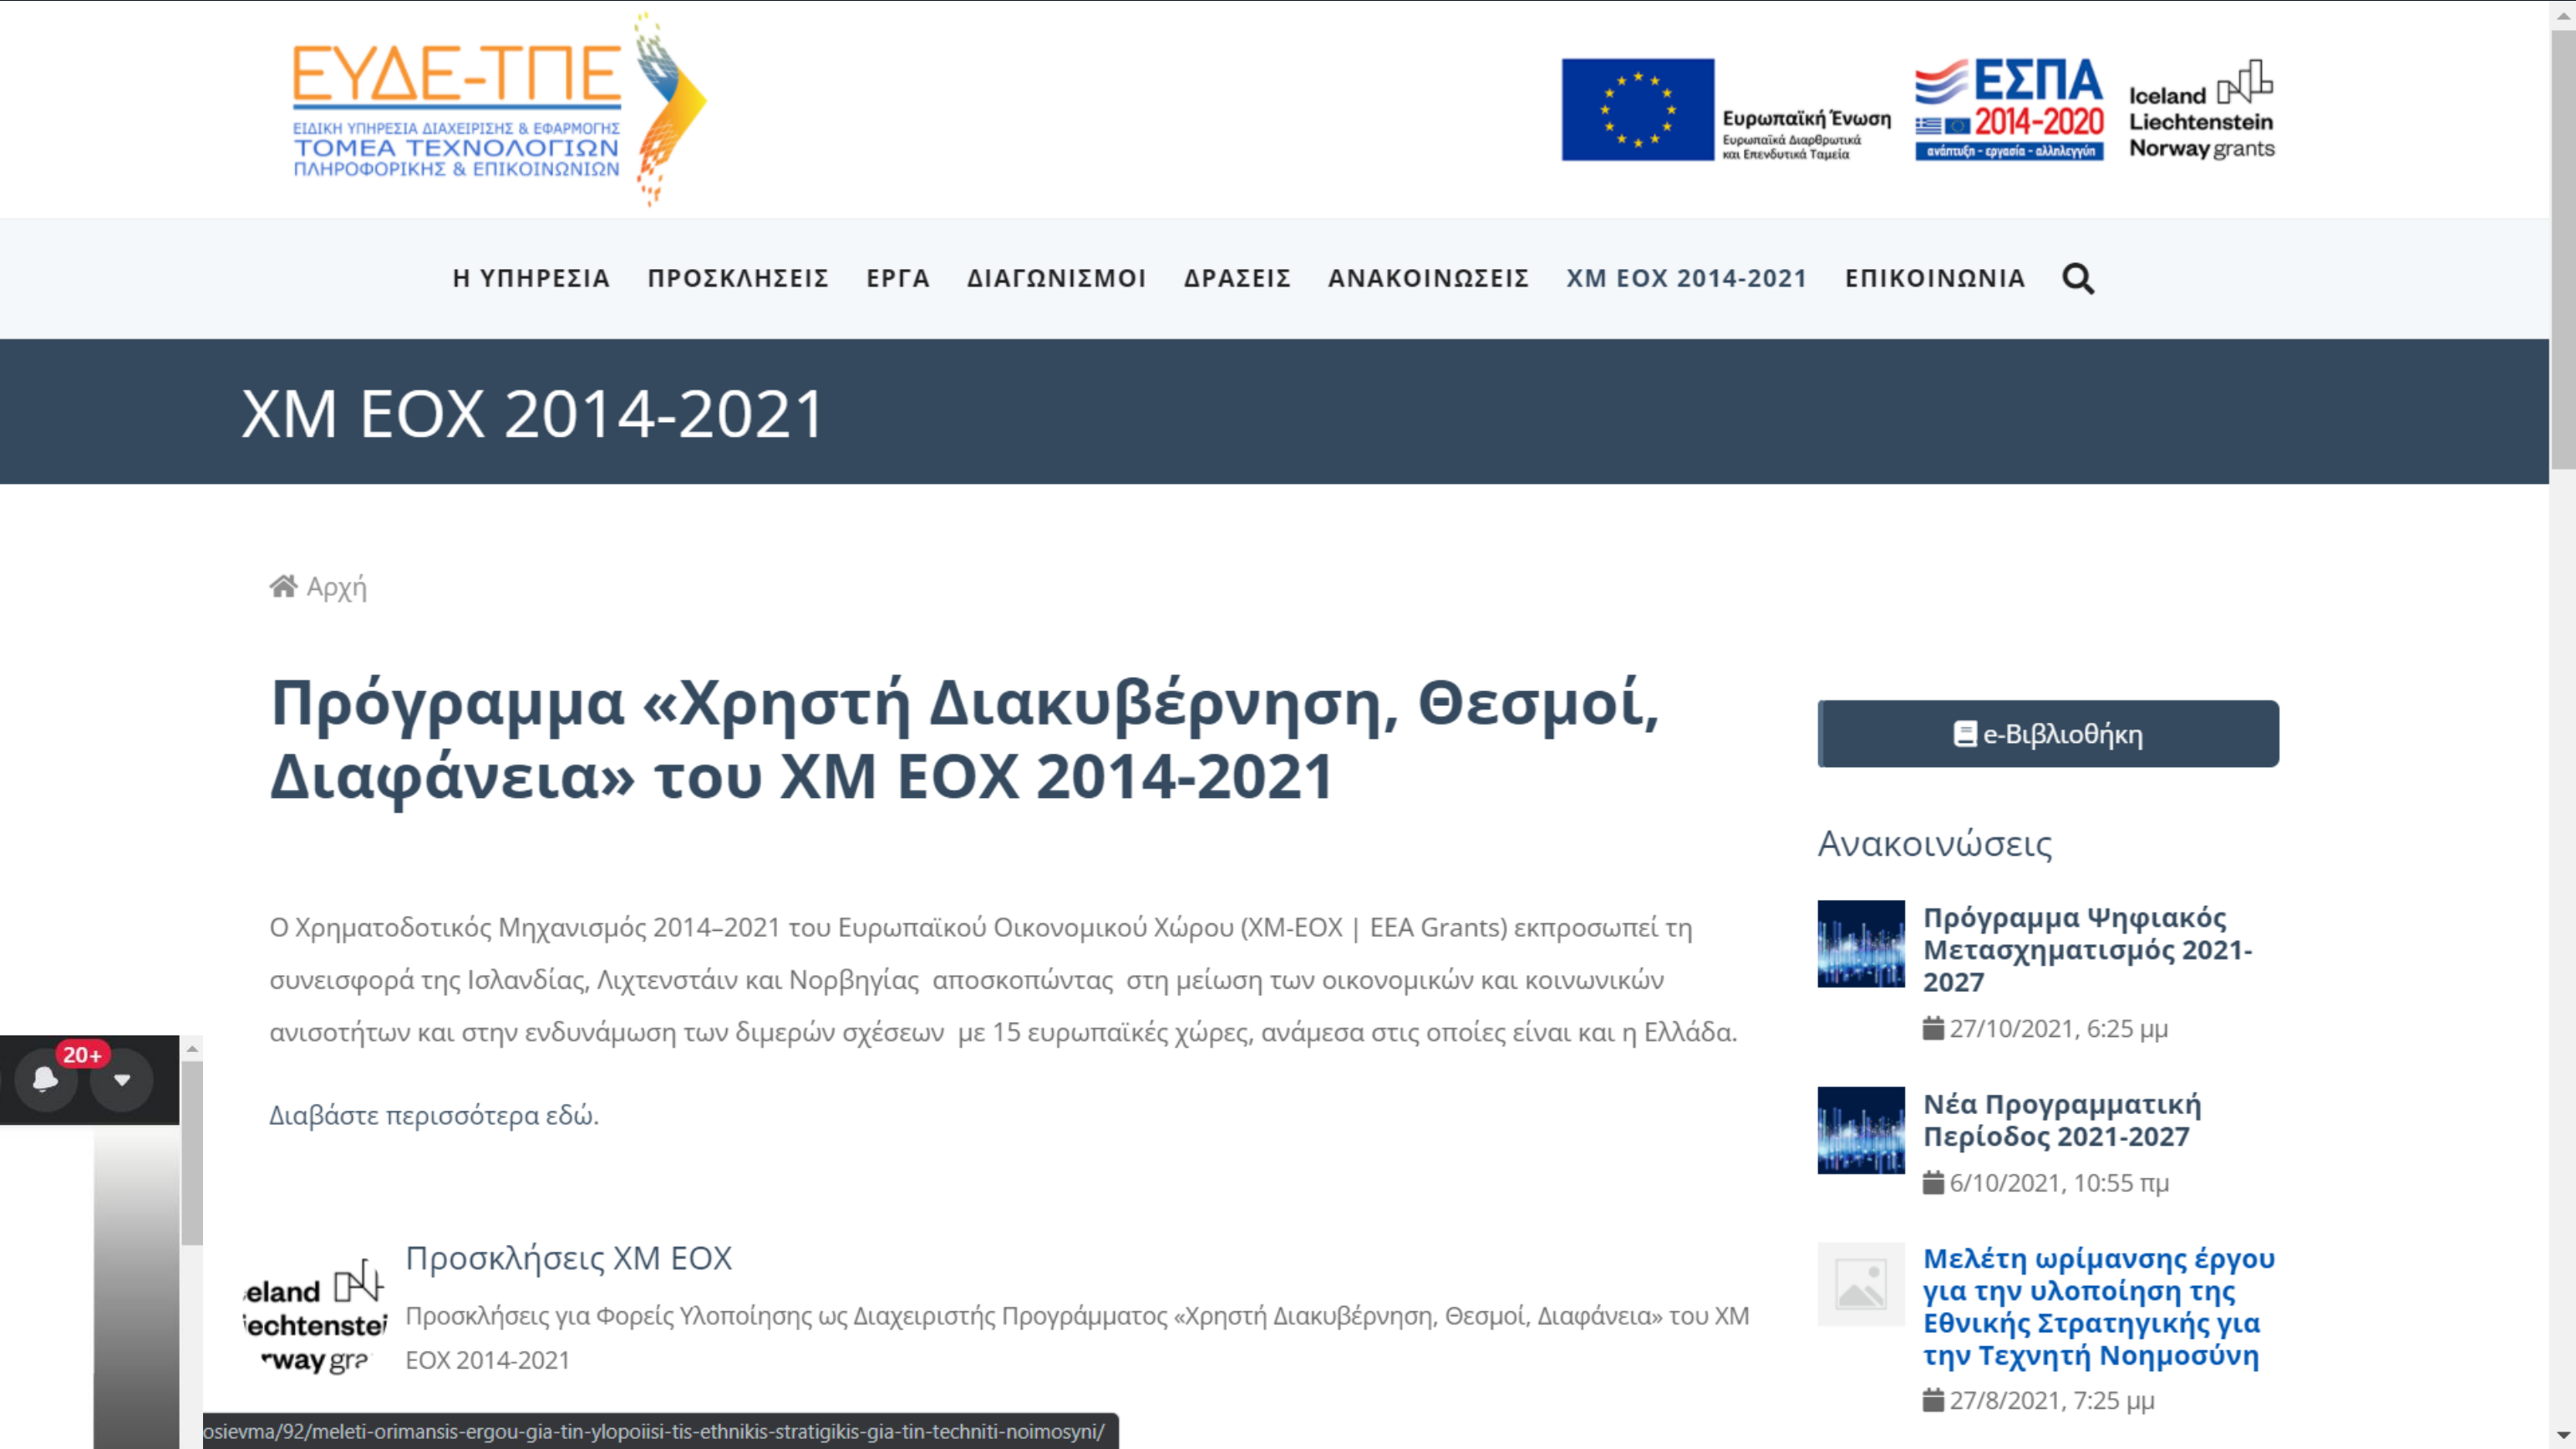 ΕΥΔΕ-ΤΠΕ
ΕΙΔΙΚΗ ΥΠΗΡΕΣΙΑ ΔΙΑΧΕΙΡΙΣΗΣ & ΕΦΑΡΜΟΓΗΣ
ΤΟΜΕΑ ΤΕΧΝΟΛΟΓΙΩΝ
ΠΛΗΡΟΦΟΡΙΚΗΣ & ΕΠΙΚΟΙΝΩΝΙΩΝ
Ευρωπαϊκή Ένωση
Ευρωπαϊκά Διαρθρωτικά
και Επενδυτικά Ταμεία
ΕΣΠΑ
2014-2020
ανάπτυξη - εργασία - αλληλεγγύη
Iceland
Liechtenstein
Norway grants
Η ΥΠΗΡΕΣΙΑ ΠΡΟΣΚΛΗΣΕΙΣ ΕΡΓΑ ΔΙΑΓΩΝΙΣΜΟΙ ΔΡΑΣΕΙΣ ΑΝΑΚΟΙΝΩΣΕΙΣ ΧΜ ΕΟΧ 2014-2021 ΕΠΙΚΟΙΝΩΝΙΑ
ΧΜ ΕΟΧ 2014-2021
Αρχή
Πρόγραμμα «Χρηστή Διακυβέρνηση, Θεσμοί,
Διαφάνεια» του ΧΜ ΕΟΧ 2014-2021
Ο Χρηματοδοτικός Μηχανισμός 2014–2021 του Ευρωπαϊκού Οικονομικού Χώρου (ΧΜ-ΕΟΧ | EEA Grants) εκπροσωπεί τη
συνεισφορά της Ισλανδίας, Λιχτενστάιν και Νορβηγίας αποσκοπώντας στη μείωση των οικονομικών και κοινωνικών
ανισοτήτων και στην ενδυνάμωση των διμερών σχέσεων με 15 ευρωπαϊκές χώρες, ανάμεσα στις οποίες είναι και η Ελλάδα.
Διαβάστε περισσότερα εδώ.
eland
iechtenstei
rway gra
Προσκλήσεις ΧΜ ΕΟΧ
Προσκλήσεις για Φορείς Υλοποίησης ως Διαχειριστής Προγράμματος «Χρηστή Διακυβέρνηση, Θεσμοί, Διαφάνεια» του ΧΜ
ΕΟΧ 2014-2021
e-Βιβλιοθήκη
Ανακοινώσεις
Πρόγραμμα Ψηφιακός
Μετασχηματισμός 2021-
2027
27/10/2021, 6:25 μμ
Νέα Προγραμματική
Περίοδος 2021-2027
6/10/2021, 10:55 πμ
Μελέτη ωρίμανσης έργου
για την υλοποίηση της
Εθνικής Στρατηγικής για
την Τεχνητή Νοημοσύνη
27/8/2021, 7:25 μμ
20+
osievma/92/meleti-orimansis-ergou-gia-tin-ylopoiisi-tis-ethnikis-stratigikis-gia-tin-techniti-noimosyni/